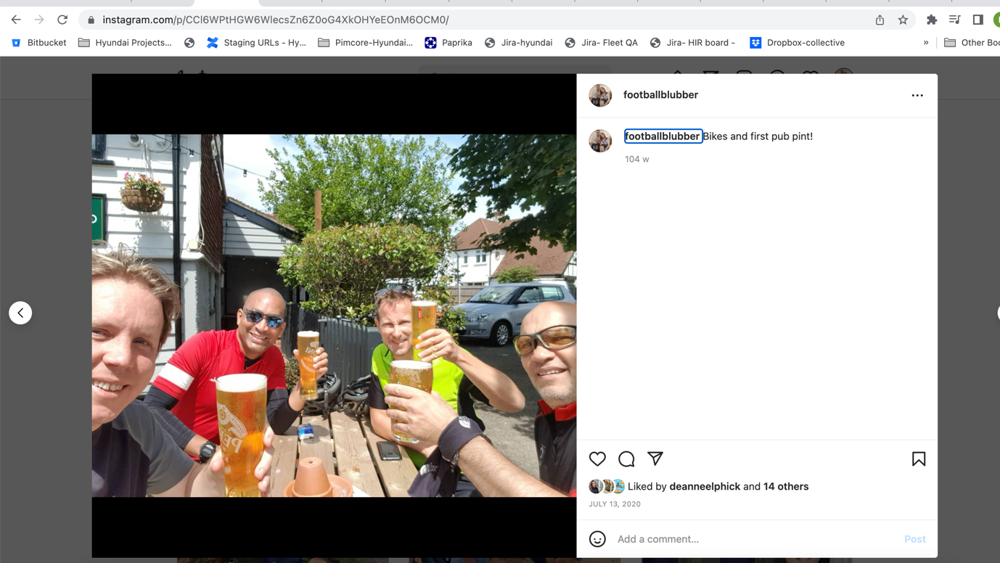 instagram.com/p/CCl6WPtHGW6WlecsZn6Z0oG4XkOHYeEOnM6OCM0/
Bitbucket
Hyundai Projects...
Staging URLs - Hy...
Pimcore-Hyundai...
Paprika
Jira-hyundai
Jira- Fleet QA
Jira- HIR board -
Dropbox-collective
»
Other Boo
footballblubber
footballblubber Bikes and first pub pint!
104 w
Liked by deanneelphick and 14 others
JULY 13, 2020
Add a comment...
Post